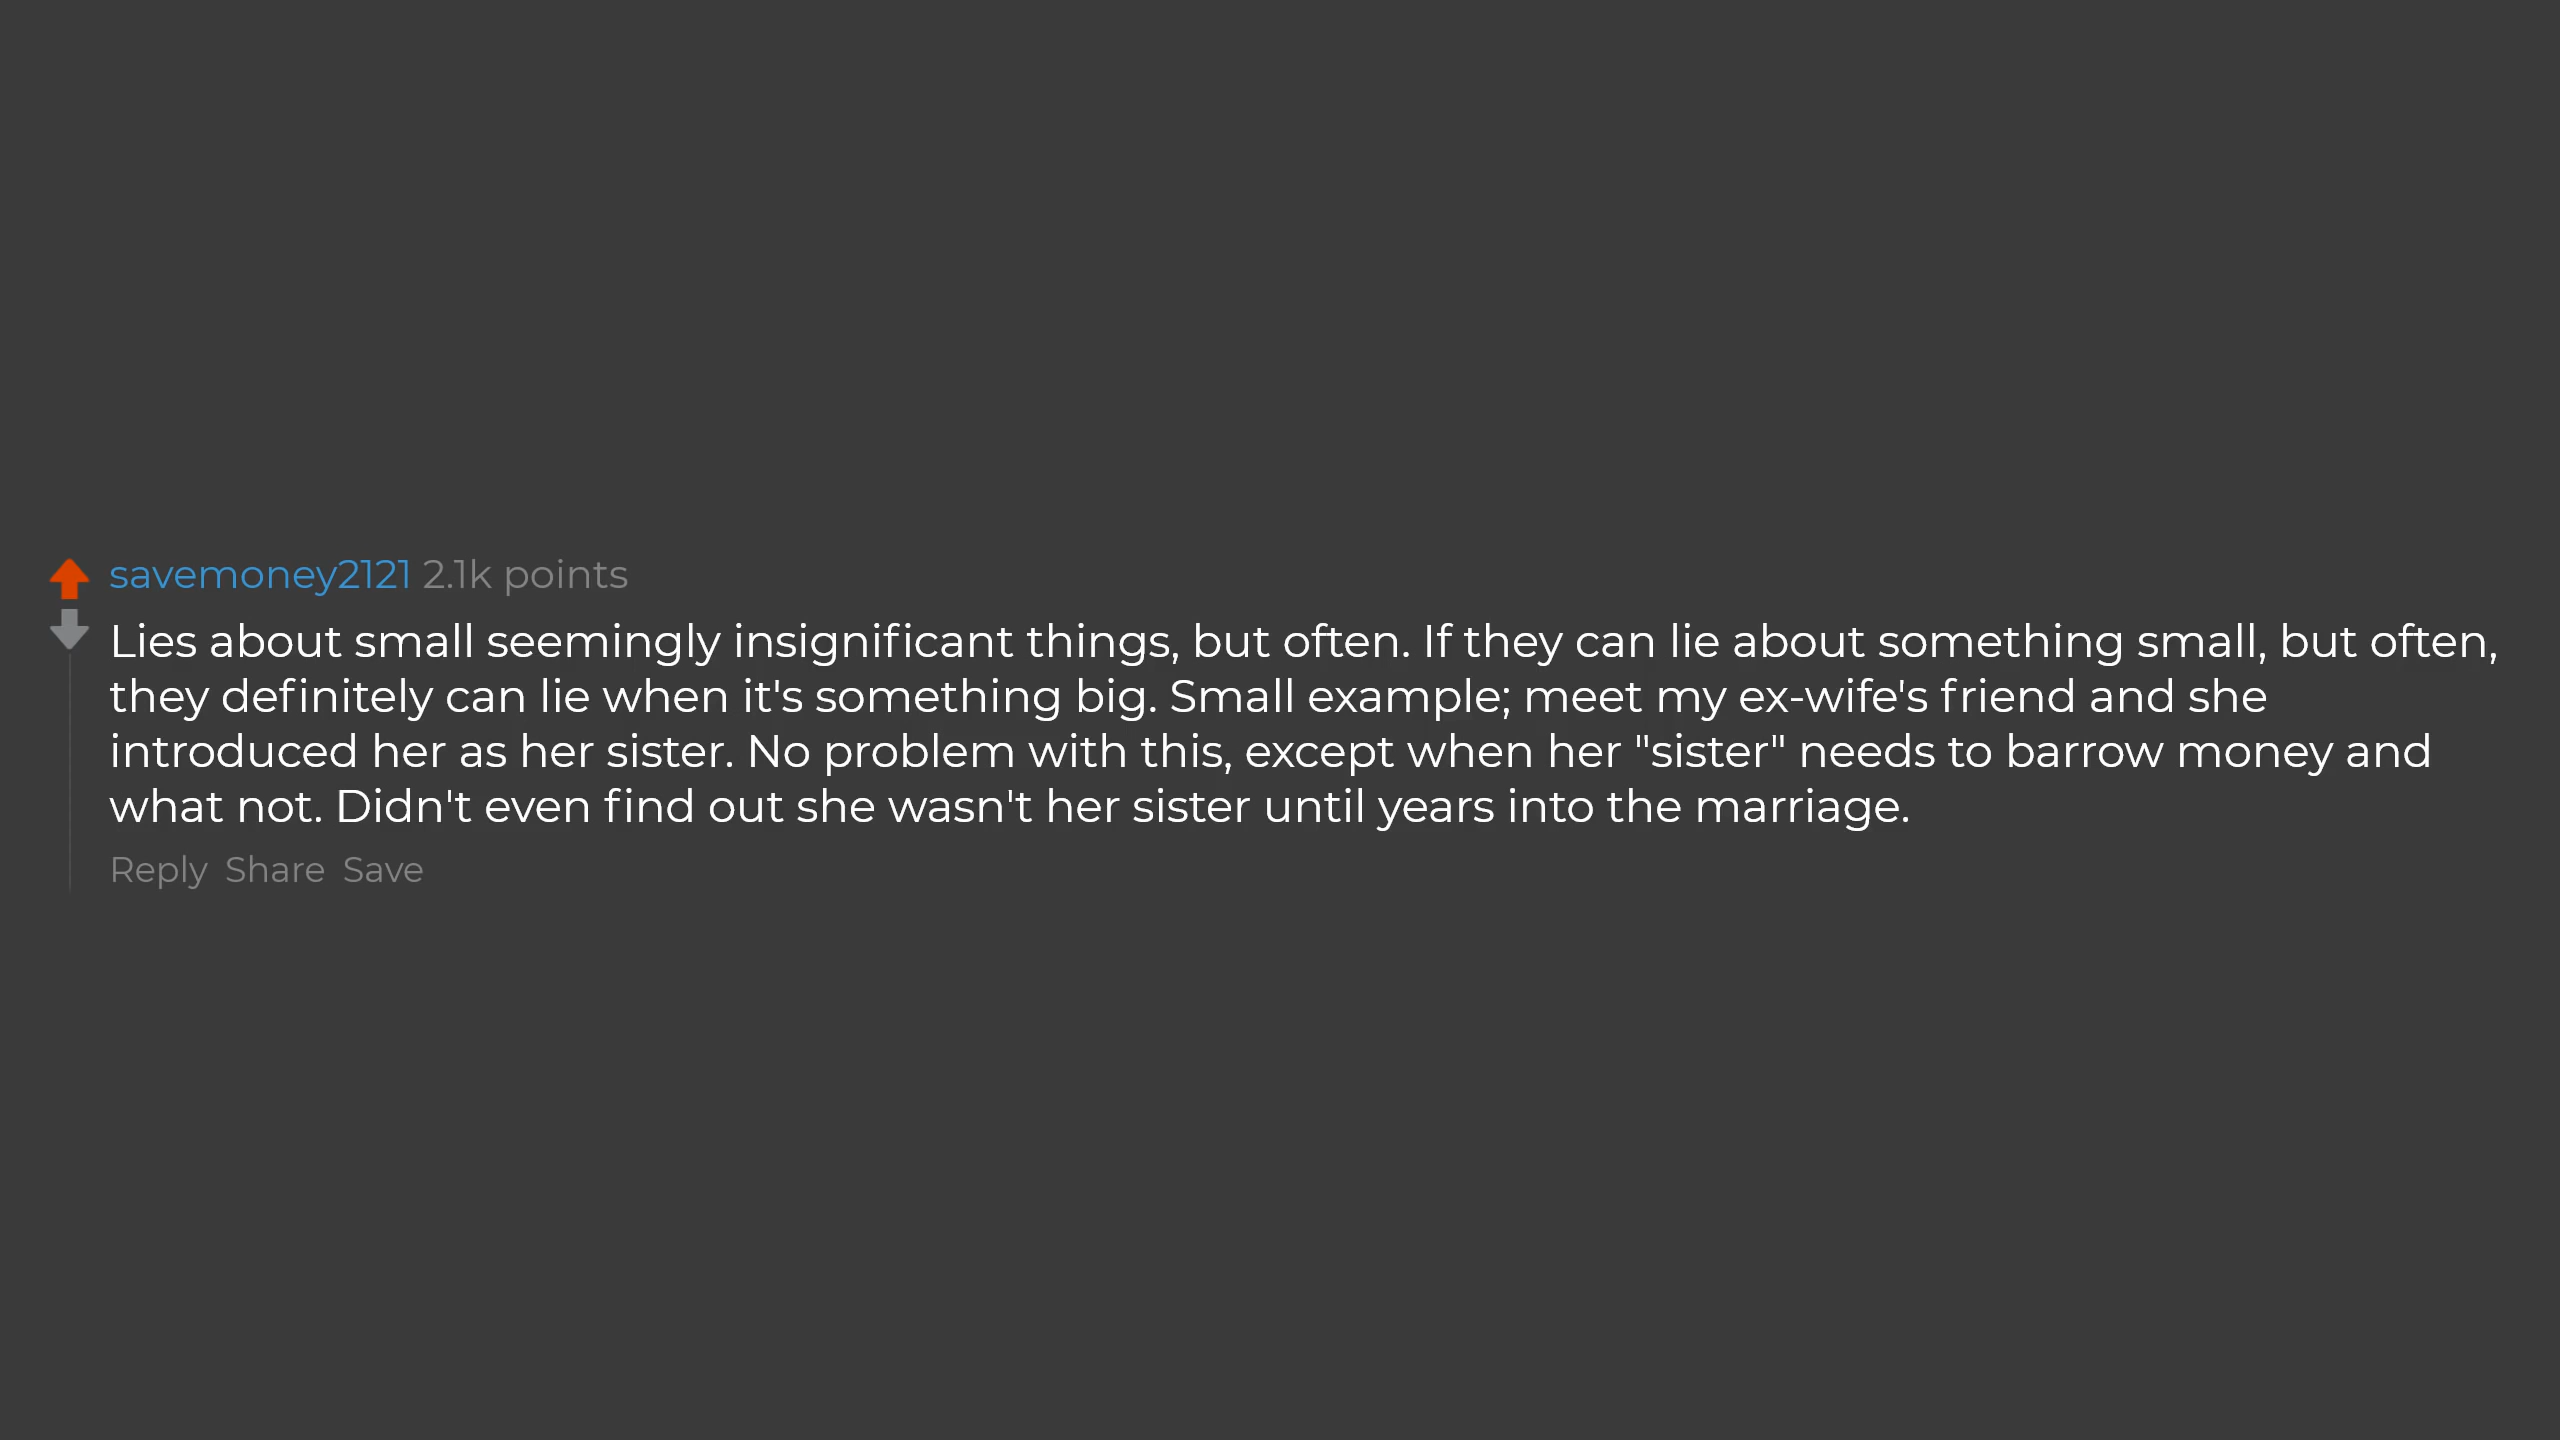 savemoney2121 2.1k points
Lies about small seemingly insignificant things, but often. If they can lie about something small, but often,
they definitely can lie when it's something big. Small example; meet my ex-wife's friend and she
introduced her as her sister. No problem with this, except when her "sister" needs to barrow money and
what not. Didn't even find out she wasn't her sister until years into the marriage.
Reply Share Save